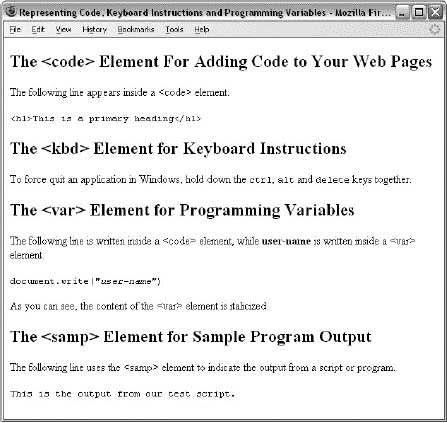 Representing Code, Keyboard Instructions and Programming Variables - Mozilla Fir...
File Edit View History Bookmarks Tools Help
The <code> Element For Adding Code to Your Web Pages
The following line appears inside a <code> element.
<h1>This is a primary heading</h1>
The <kbd> Element for Keyboard Instructions
To force quit an application in Windows, hold down the ctrl, alt and delete keys together.
The <var> Element for Programming Variables
The following line is written inside a <code> element, while user-name is written inside a <var>
element.
document.write("user-name")
As you can see, the content of the <var> element is italicized
The <samp> Element for Sample Program Output
The following line uses the <samp> element to indicate the output from a script or program.
This is the output from our test script.